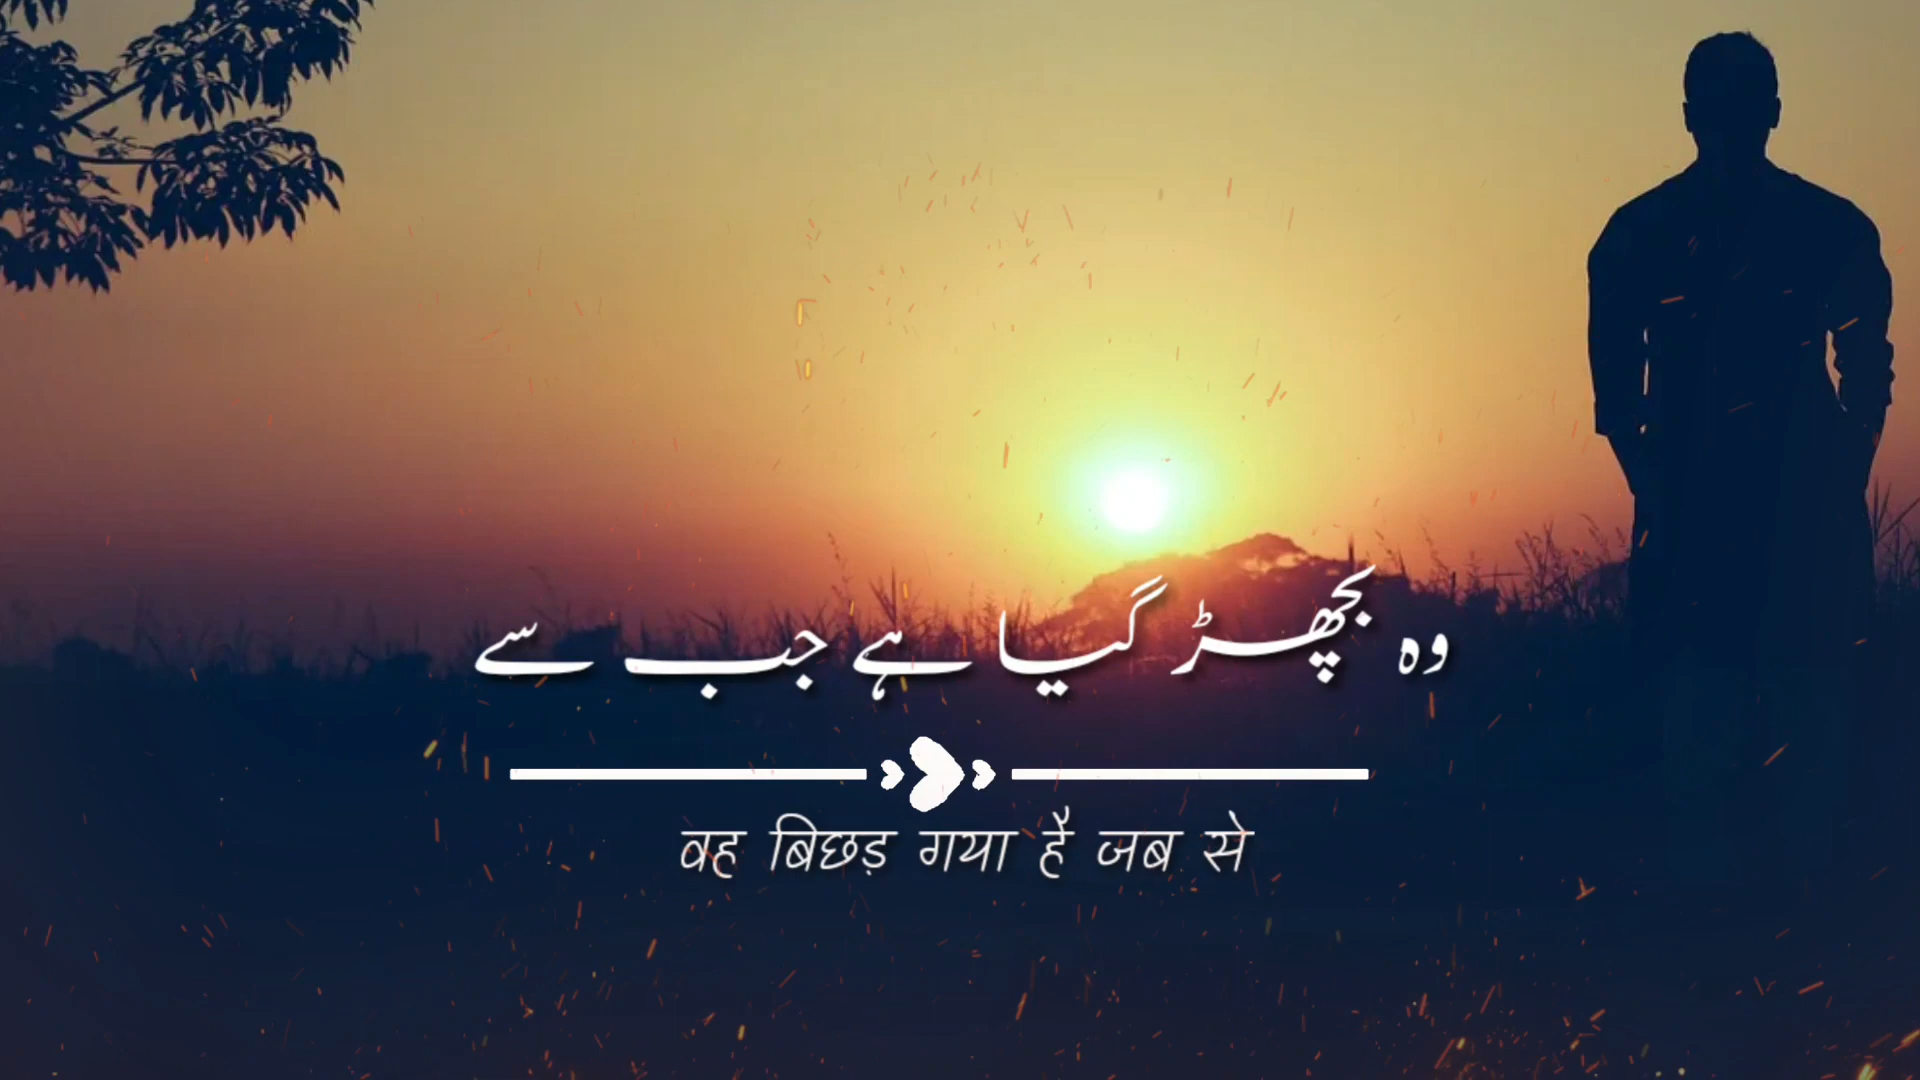 وہ بچھڑ گیا ہے جب سے
वह बिछड़ गया है जब से